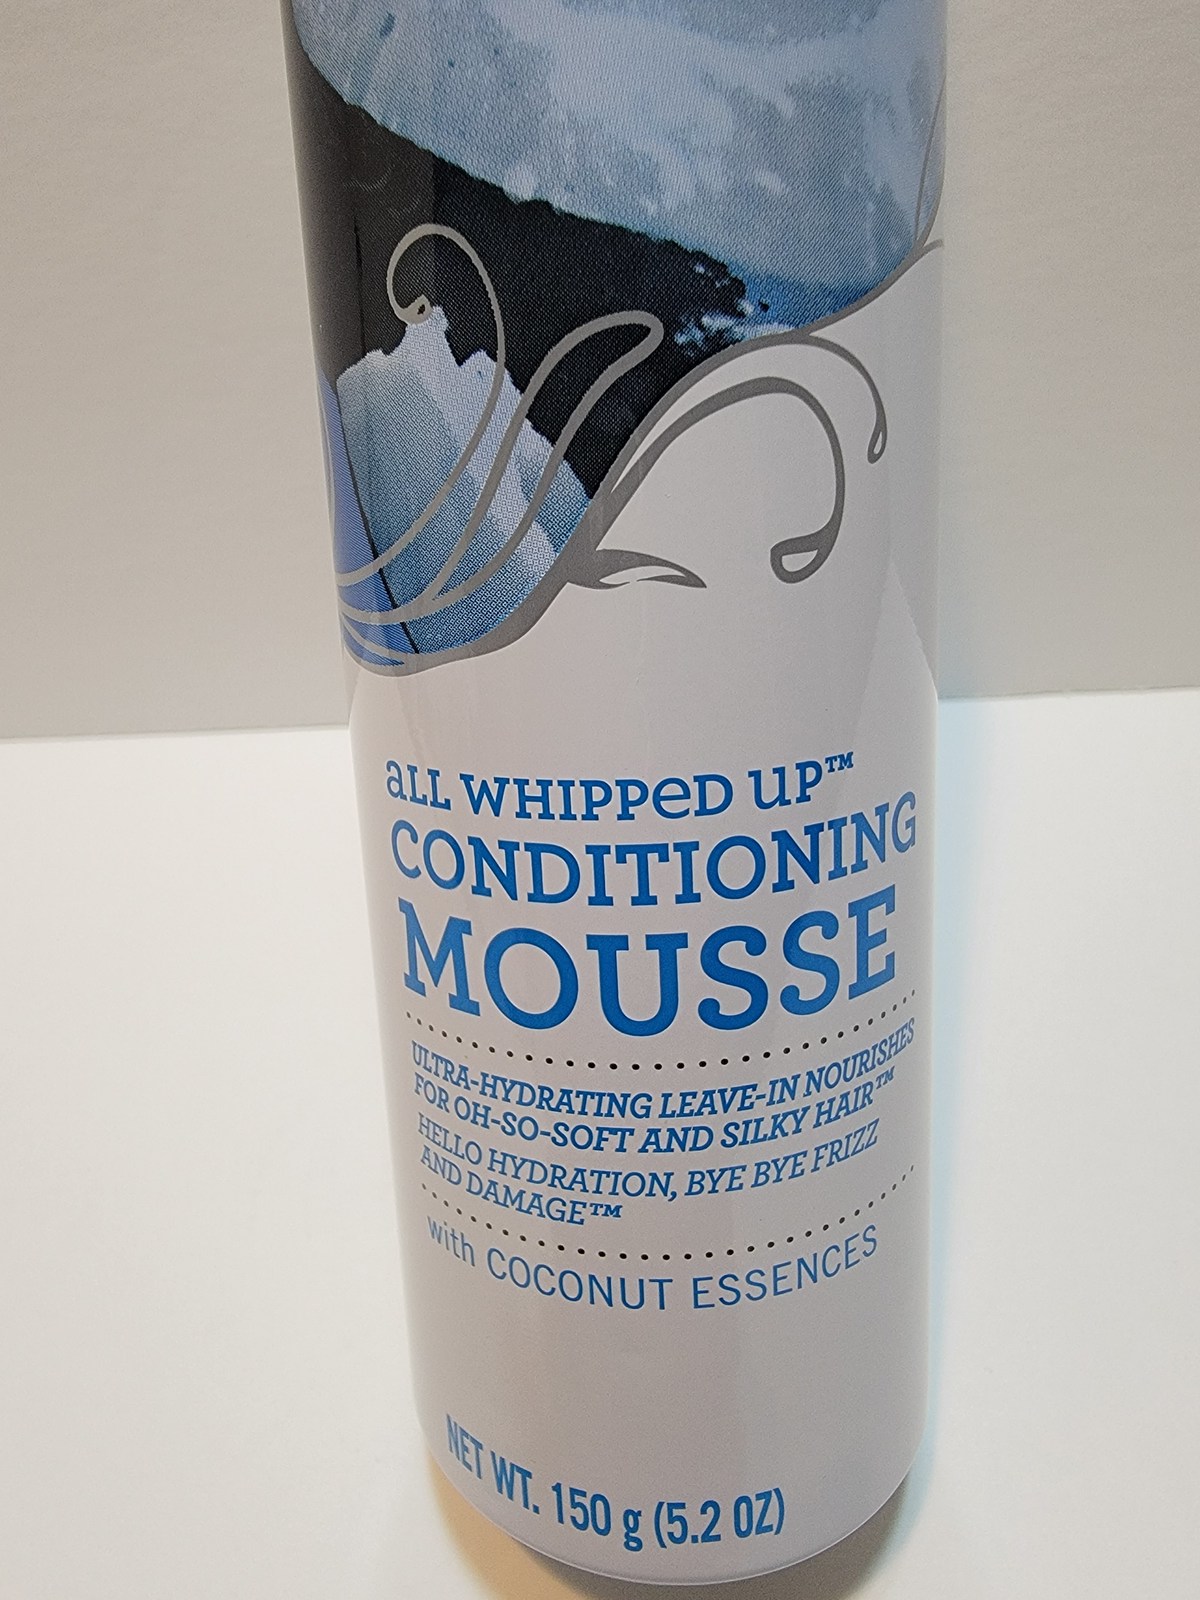 aLL WHIPPeD UP™
CONDITIONING
MOUSSE
ULTRA-HYDRATING LEAVE-IN NOURISHES
FOR OH-SO-SOFT AND SILKY HAIR™
HELLO HYDRATION, BYE BYE FRIZZ
AND DAMAGE™
with COCONUT ESSENCES
NET WT. 150 g (5.2 OZ)